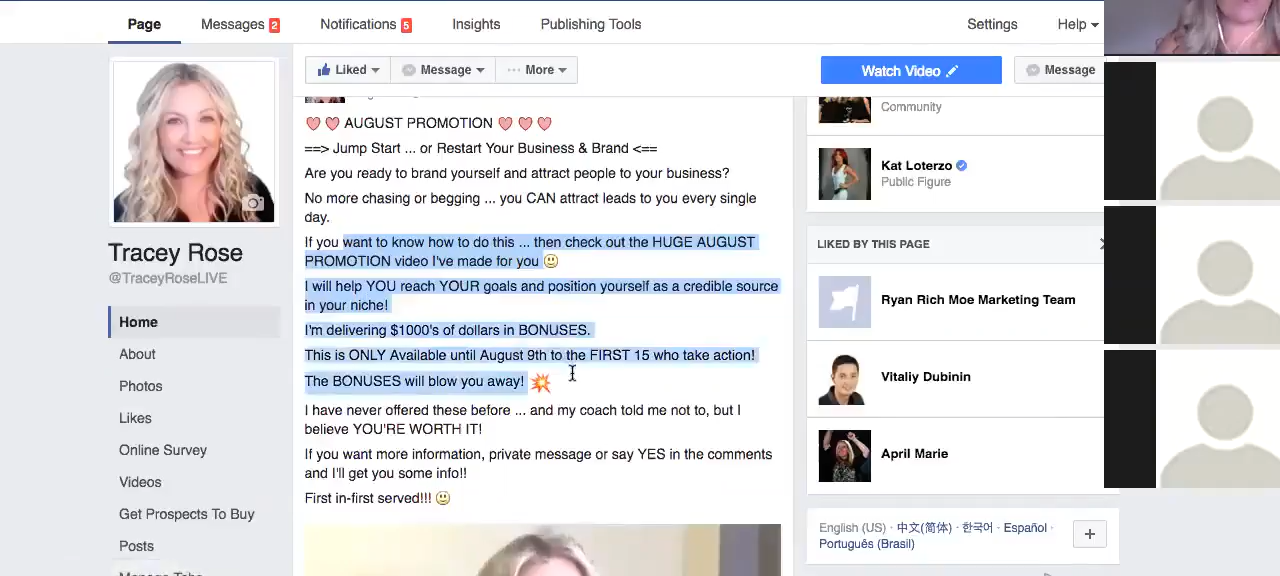 Page
Messages 2
Notifications 5
Insights
Publishing Tools
Settings
Help
Liked
Message
More
Watch Video
Message
Tracey Rose
@TraceyRoseLIVE
Home
About
Photos
Likes
Online Survey
Videos
Get Prospects To Buy
Posts
AUGUST PROMOTION
==> Jump Start ... or Restart Your Business & Brand <==
Are you ready to brand yourself and attract people to your business?
No more chasing or begging ... you CAN attract leads to you every single
day.
If you want to know how to do this ... then check out the HUGE AUGUST
PROMOTION video I've made for you
I will help YOU reach YOUR goals and position yourself as a credible source
in your niche!
I'm delivering $1000's of dollars in BONUSES.
This is ONLY Available until August 9th to the FIRST 15 who take action!
The BONUSES will blow you away!
I have never offered these before ... and my coach told me not to, but I
believe YOU'RE WORTH IT!
If you want more information, private message or say YES in the comments
and I'll get you some info!!
First in-first served!!!
Community
Kat Loterzo
Public Figure
LIKED BY THIS PAGE
Ryan Rich Moe Marketing Team
Vitaliy Dubinin
April Marie
English (US) · 中文(简体) · 한국어 · Español ·
Português (Brasil)